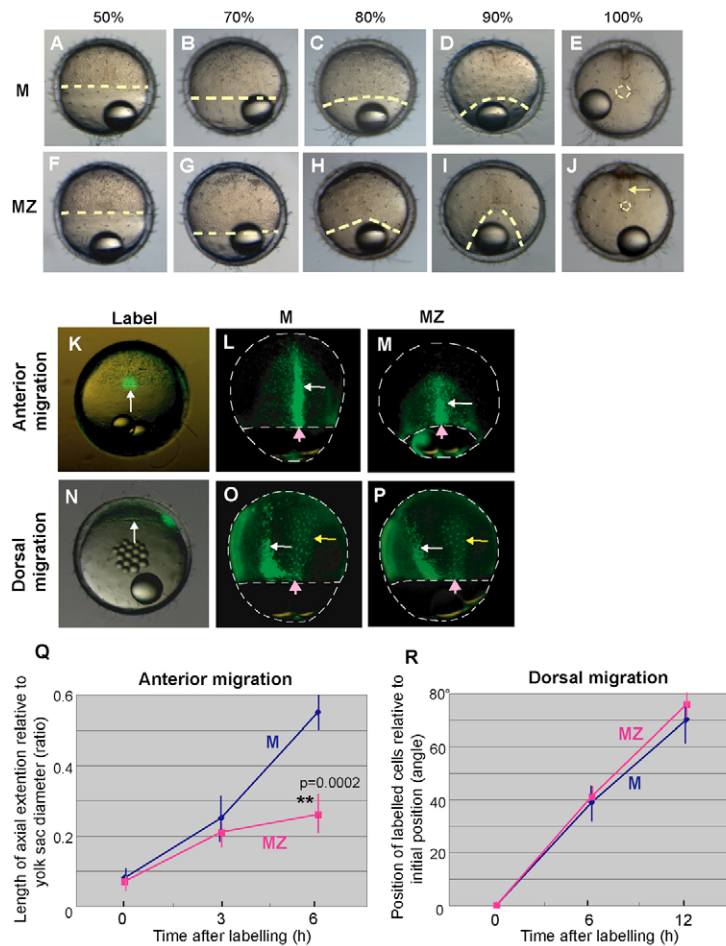 50% 70% 80% 90% 100%
A B C D E
M
F G H I J
MZ
Label M MZ
K L M
Anterior migration
N O P
Dorsal migration
Q
Anterior migration
Length of axial extention relative to
yolk sac diameter (ratio)
0.6
0.4
0.2
0
M
p=0.0002
**
MZ
0 3 6
Time after labelling (h)
R
Dorsal migration
Position of labelled cells relative to
initial position (angle)
80°
60
40
20
0
MZ
M
0 6 12
Time after labelling (h)